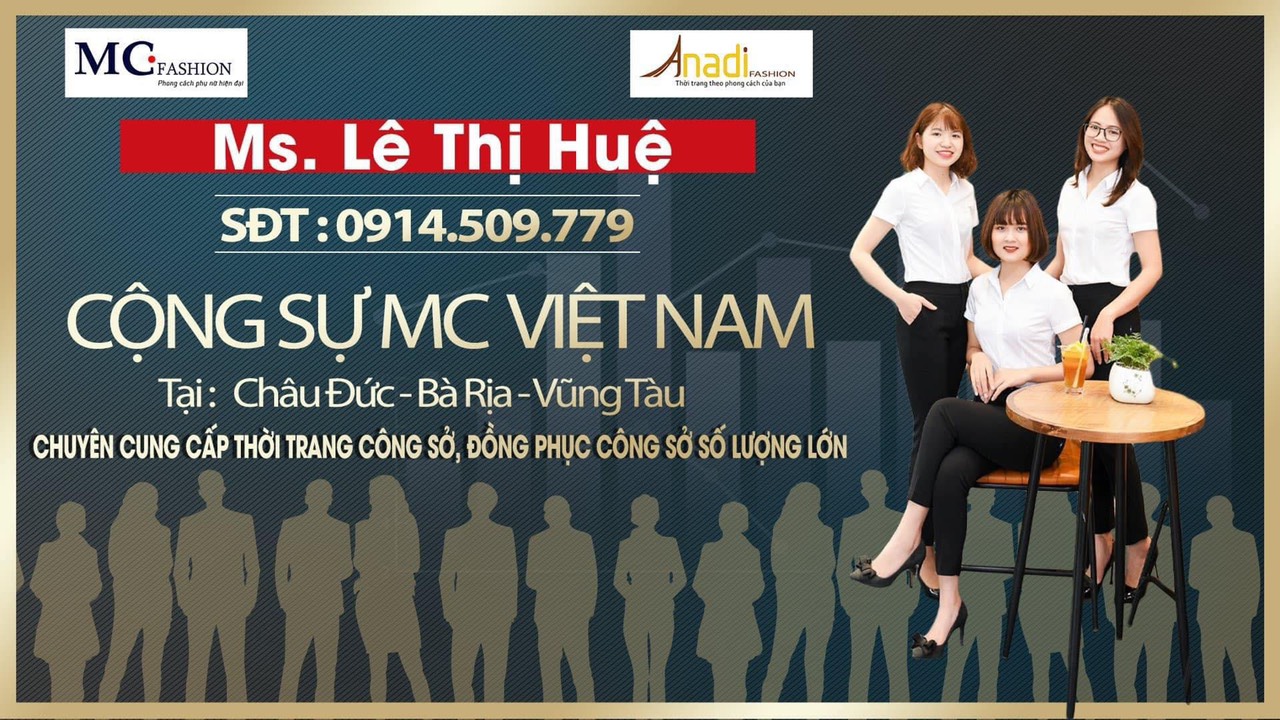 MC FASHION
Phong cách phụ nữ hiện đại
Anadi FASHION
Thời trang theo phong cách của bạn
Ms. Lê Thị Huệ
SĐT : 0914.509.779
CỘNG SỰ MC VIỆT NAM
Tại : Châu Đức - Bà Rịa - Vũng Tàu
CHUYÊN CUNG CẤP THỜI TRANG CÔNG SỞ, ĐỒNG PHỤC CÔNG SỞ SỐ LƯỢNG LỚN